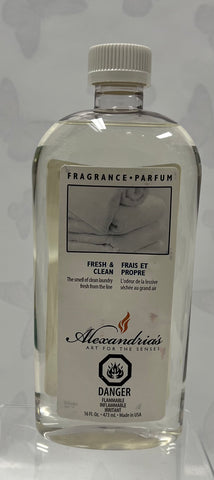 FRAGRANCE • PARFUM
FRESH & CLEAN
The smell of clean laundry
fresh from the line
FRAIS ET PROPRE
L'odeur de la lessive
séchée au grand air
Alexandria's
ART FOR THE SENSES
DANGER
FLAMMABLE
INFLAMMABLE
IRRITANT
16 Fl. Oz. • 473 mL • Made in USA